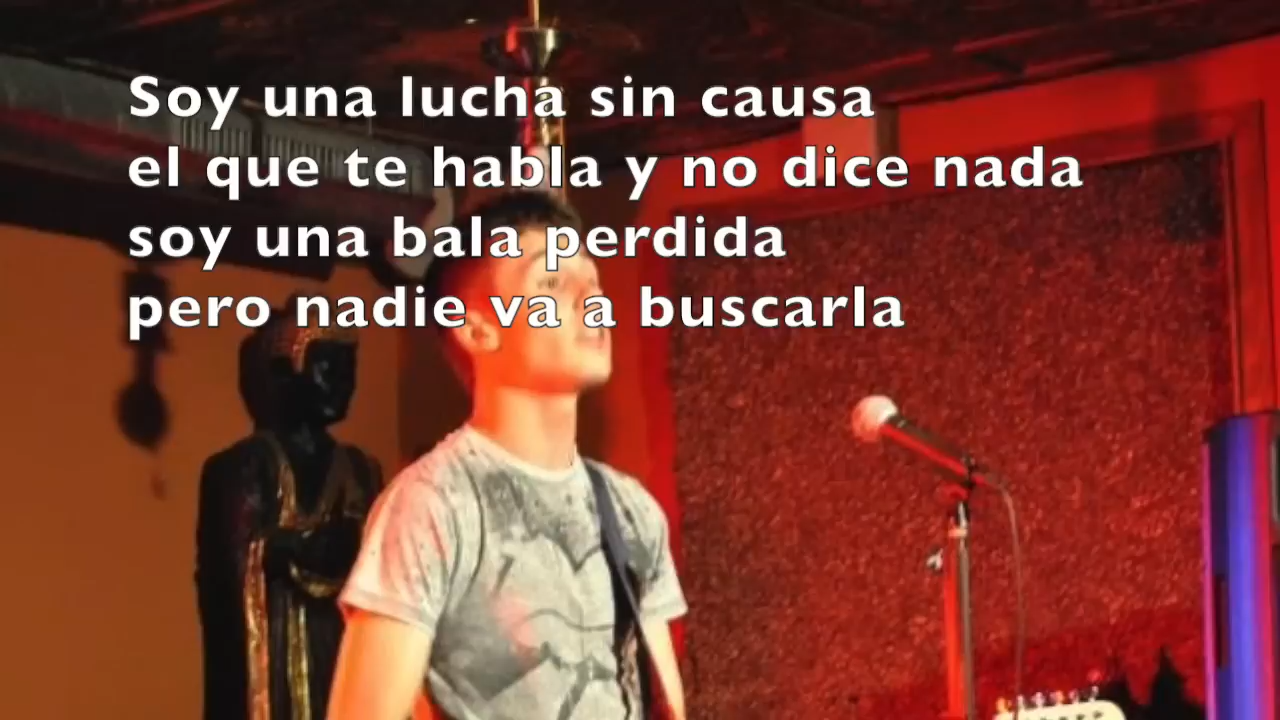 Soy una lucha sin causa
el que te habla y no dice nada
soy una bala perdida
pero nadie va a buscarla